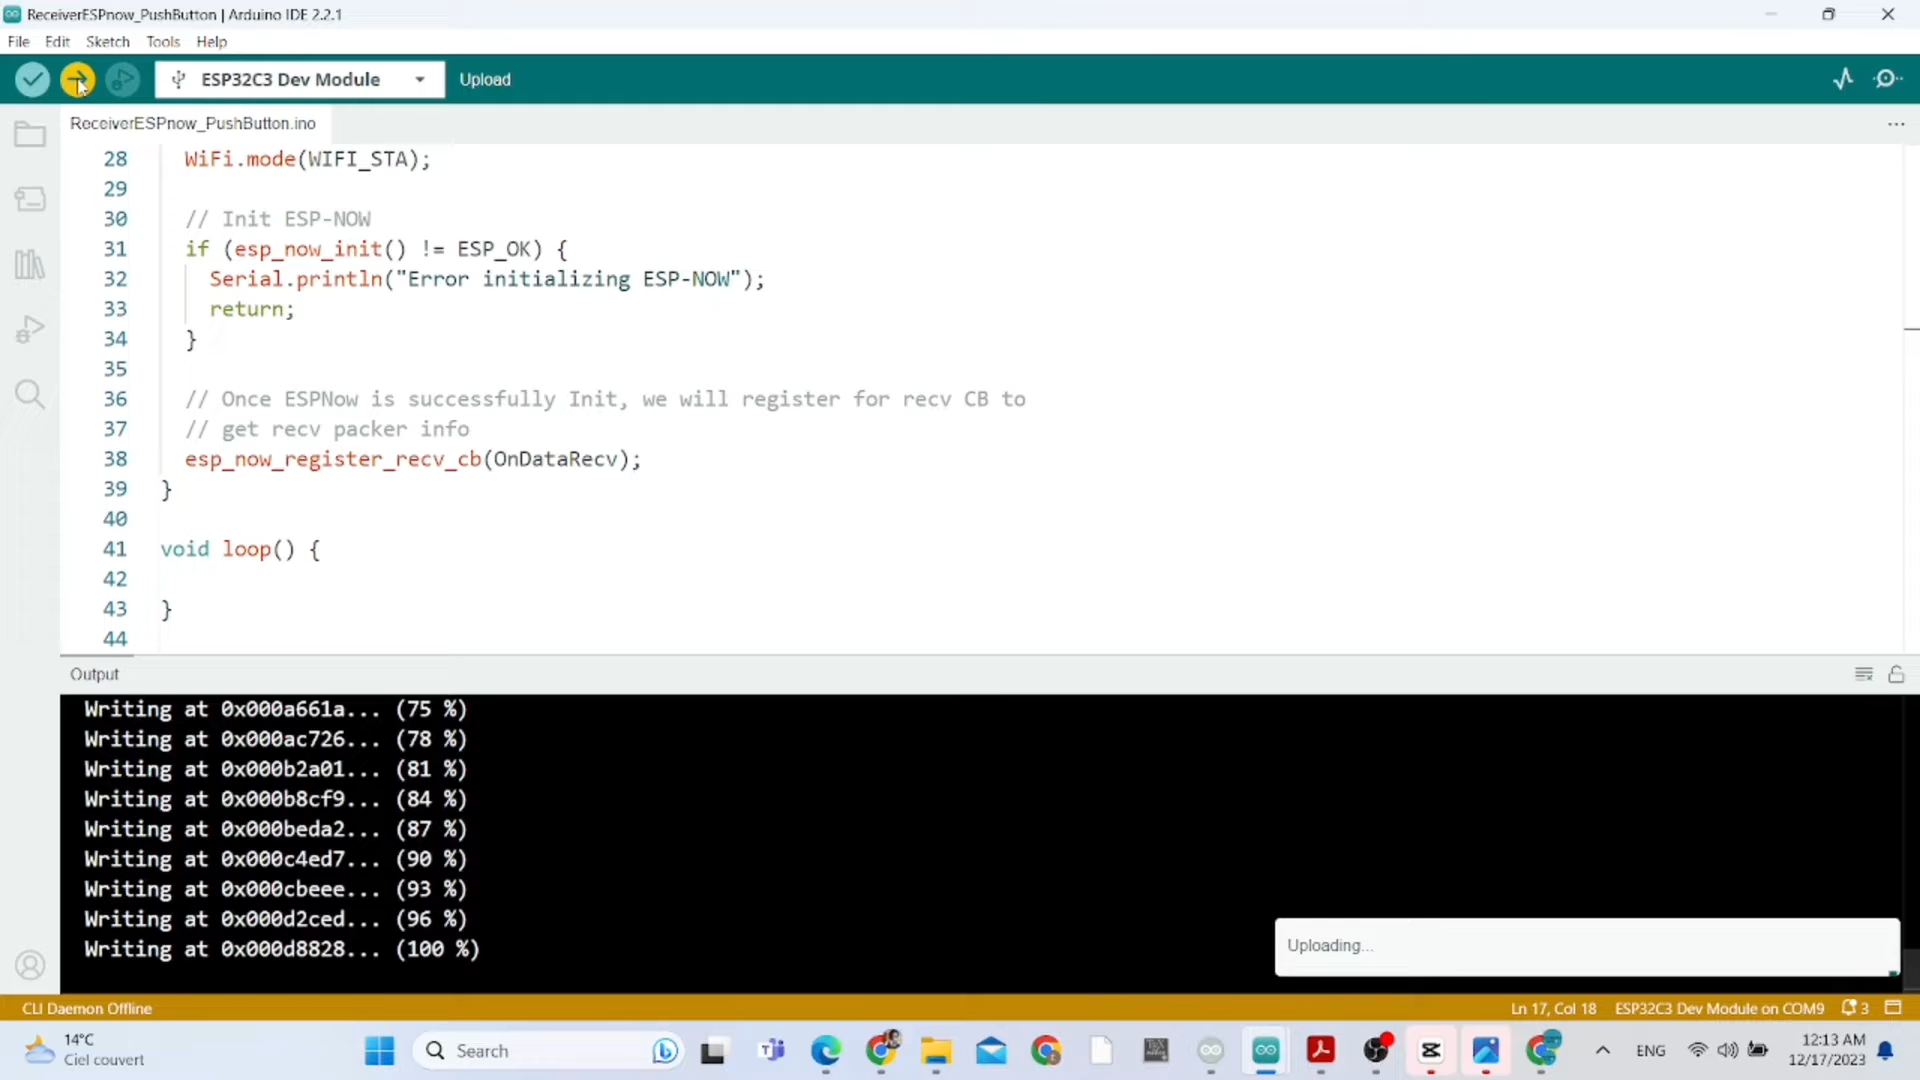 ReceiverESPnow_PushButton | Arduino IDE 2.2.1
File Edit Sketch Tools Help
ESP32C3 Dev Module
Upload
ReceiverESPnow_PushButton.ino
28 WiFi.mode(WIFI_STA);
29
30 // Init ESP-NOW
31 if (esp_now_init() != ESP_OK) {
32 Serial.println("Error initializing ESP-NOW");
33 return;
34 }
35
36 // Once ESPNow is successfully Init, we will register for recv CB to
37 // get recv packer info
38 esp_now_register_recv_cb(OnDataRecv);
39 }
40
41 void loop() {
42
43 }
44
Output
Writing at 0x000a661a... (75 %)
Writing at 0x000ac726... (78 %)
Writing at 0x000b2a01... (81 %)
Writing at 0x000b8cf9... (84 %)
Writing at 0x000beda2... (87 %)
Writing at 0x000c4ed7... (90 %)
Writing at 0x000cbeee... (93 %)
Writing at 0x000d2ced... (96 %)
Writing at 0x000d8828... (100 %)
Uploading...
CLI Daemon Offline
Ln 17, Col 18 ESP32C3 Dev Module on COM9 3
14°C
Ciel couvert
Search
ENG
12:13 AM
12/17/2023